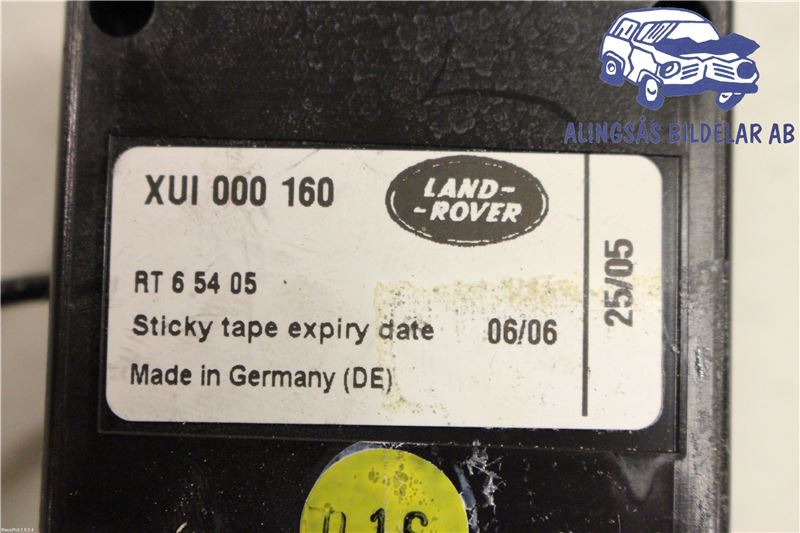 ALINGSÅS BILDELAR AB
XUI 000 160
LAND-
-ROVER
25/05
RT 6 54 05
Sticky tape expiry date 06/06
Made in Germany (DE)